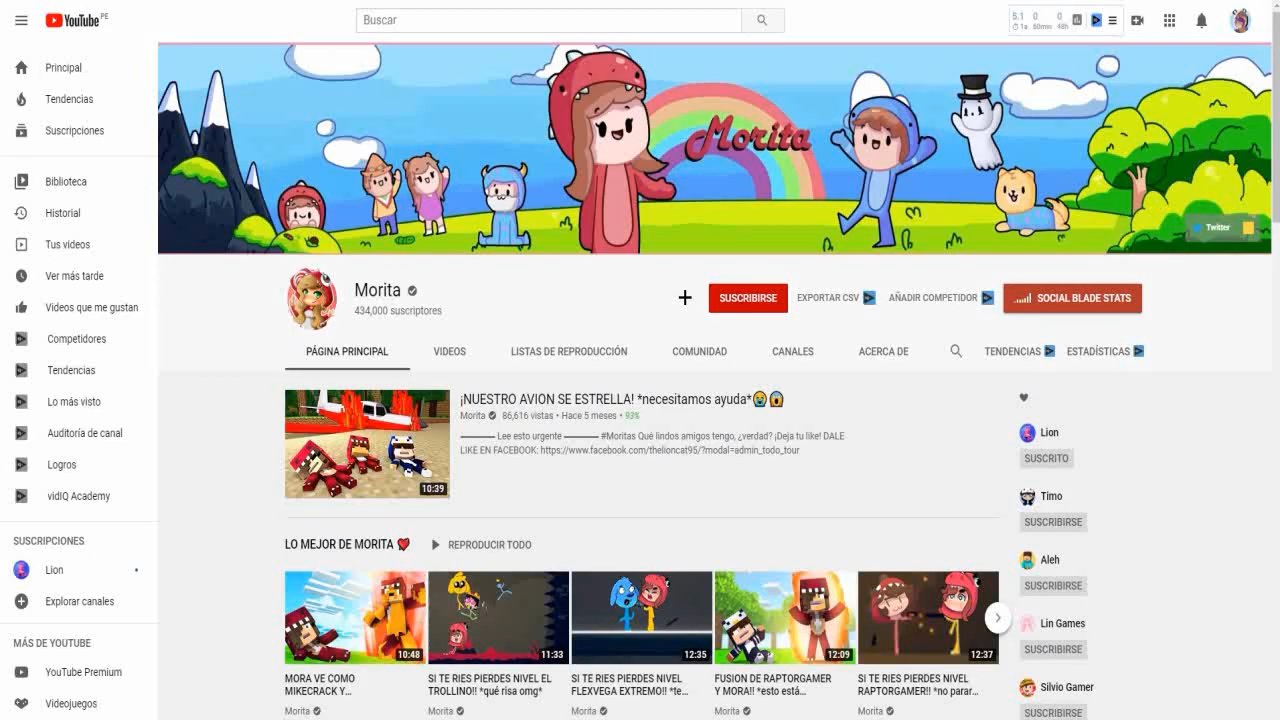 YouTube PE
Buscar
5.1 0 0
1s 60min 48h
Principal
Tendencias
Suscripciones
Biblioteca
Historial
Tus videos
Ver más tarde
Videos que me gustan
Competidores
Tendencias
Lo más visto
Auditoría de canal
Logros
vidIQ Academy
SUSCRIPCIONES
Lion
Explorar canales
MÁS DE YOUTUBE
YouTube Premium
Videojuegos
Morita
Twitter
Morita
434,000 suscriptores
SUSCRIBIRSE
EXPORTAR CSV
AÑADIR COMPETIDOR
SOCIAL BLADE STATS
PÁGINA PRINCIPAL
VIDEOS
LISTAS DE REPRODUCCIÓN
COMUNIDAD
CANALES
ACERCA DE
TENDENCIAS
ESTADÍSTICAS
10:39
¡NUESTRO AVION SE ESTRELLA! *necesitamos ayuda*😭😱
Morita 86,616 vistas • Hace 5 meses • 93%
———— Lee esto urgente ———— #Moritas Qué lindos amigos tengo, ¿verdad? ¡Deja tu like! DALE
LIKE EN FACEBOOK: https://www.facebook.com/thelioncat95/?modal=admin_todo_tour
LO MEJOR DE MORITA ❤
REPRODUCIR TODO
10:48
MORA VE COMO
MIKECRACK Y...
Morita
11:33
SI TE RIES PIERDES NIVEL EL
TROLLINO!! *qué risa omg*
Morita
12:35
SI TE RIES PIERDES NIVEL
FLEXVEGA EXTREMO!! *te...
Morita
12:09
FUSION DE RAPTORGAMER
Y MORA!! *esto está...
Morita
12:37
SI TE RIES PIERDES NIVEL
RAPTORGAMER!! *no parar...
Morita
♥
Lion
SUSCRITO
Timo
SUSCRIBIRSE
Aleh
SUSCRIBIRSE
Lin Games
SUSCRIBIRSE
Silvio Gamer
SUSCRIBIRSE